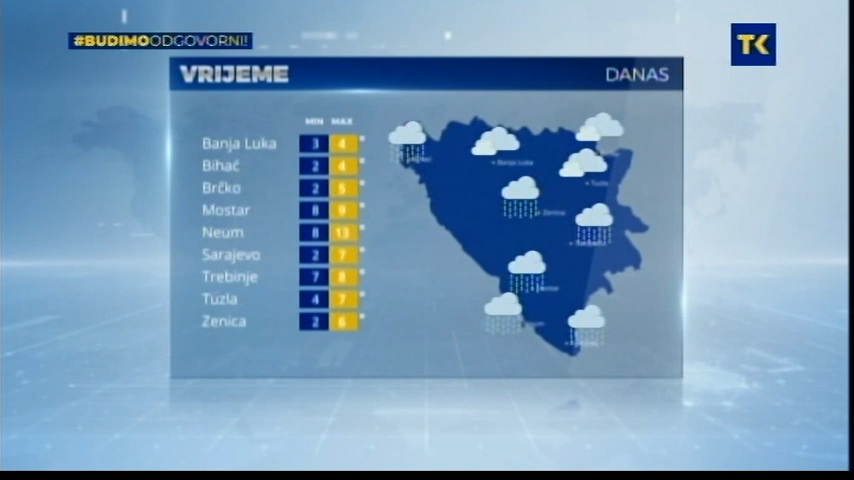 #BUDIMOODGOVORNI!
TK
VRIJEME
DANAS
MIN MAX
Banja Luka 3 4°
Bihać 2 4°
Brčko 2 5°
Mostar 8 9°
Neum 8 13°
Sarajevo 2 7°
Trebinje 7 8°
Tuzla 4 7°
Zenica 2 6°
Banja Luka
Tuzla
Zenica